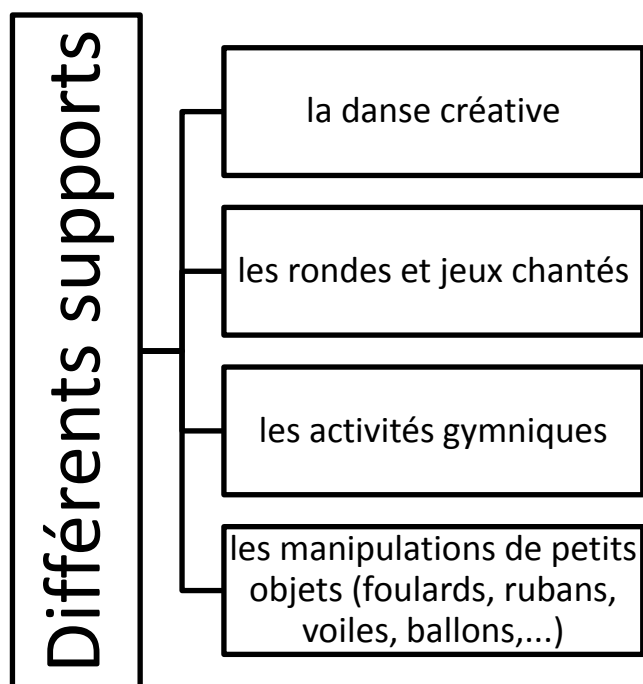 Différents supports
la danse créative
les rondes et jeux chantés
les activités gymniques
les manipulations de petits
objets (foulards, rubans,
voiles, ballons,...)